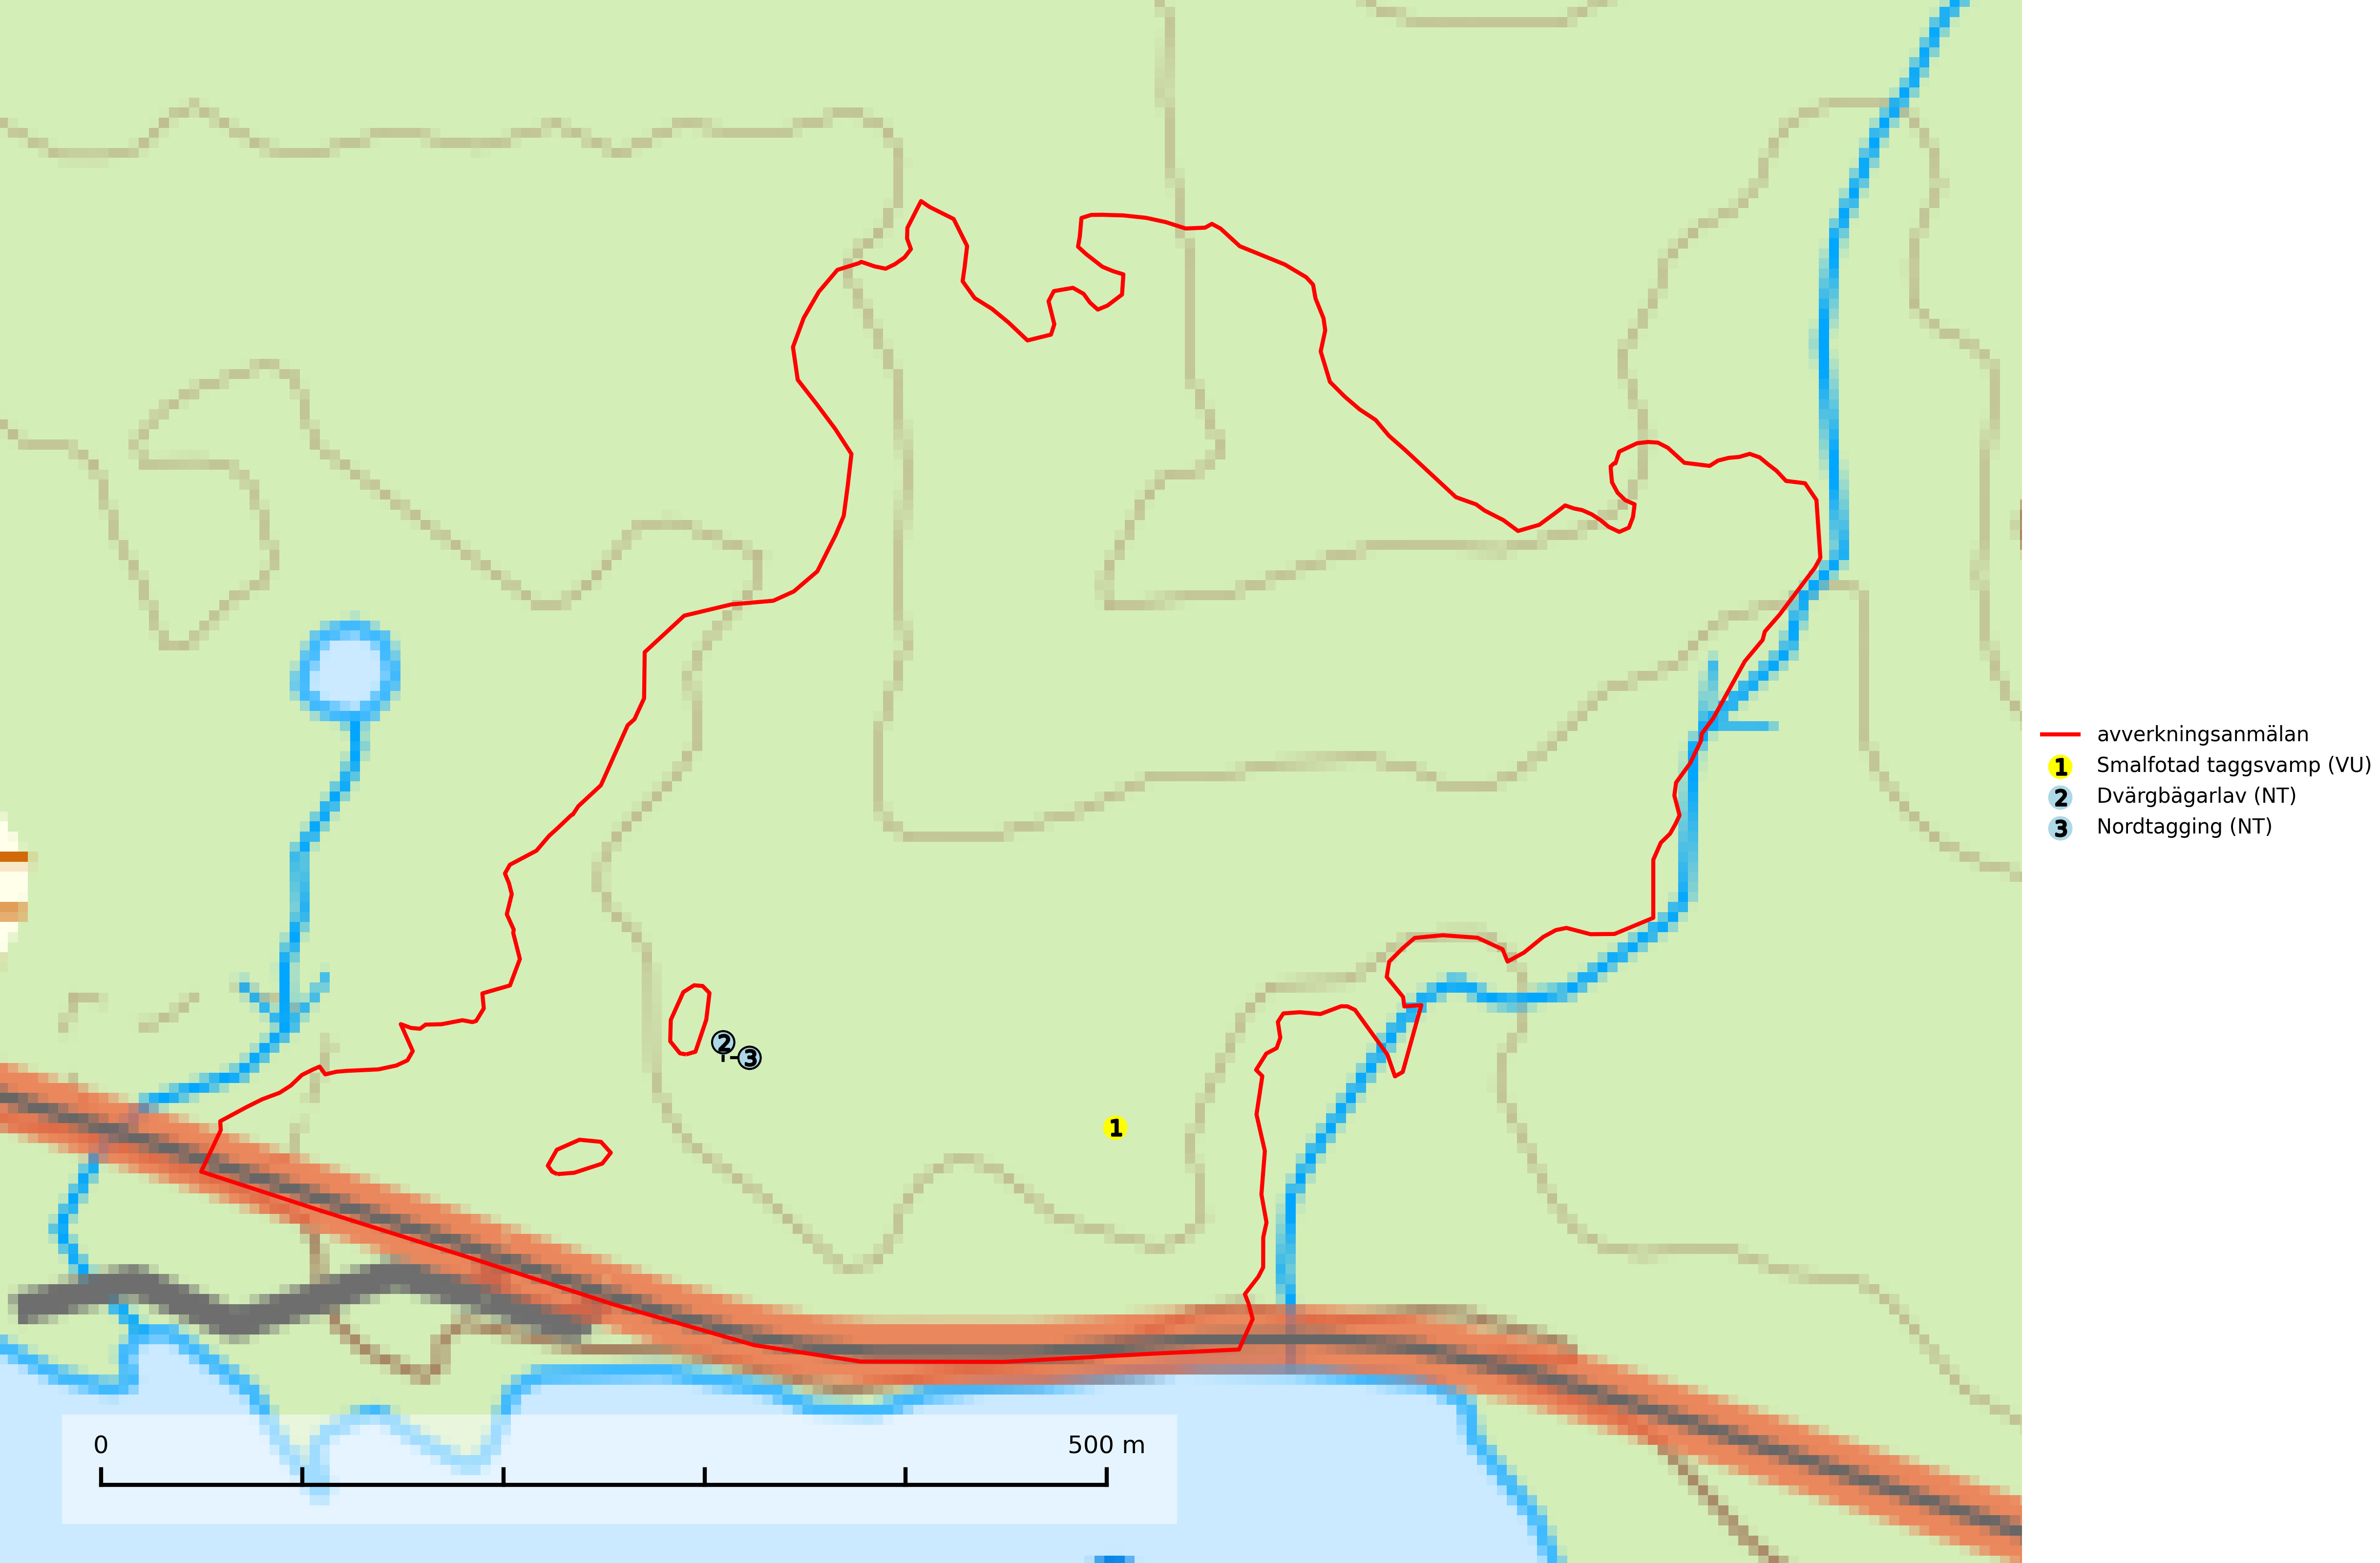 2
3
1
0 500 m
avverkningsanmälan
1 Smalfotad taggsvamp (VU)
2 Dvärgbägarlav (NT)
3 Nordtagging (NT)